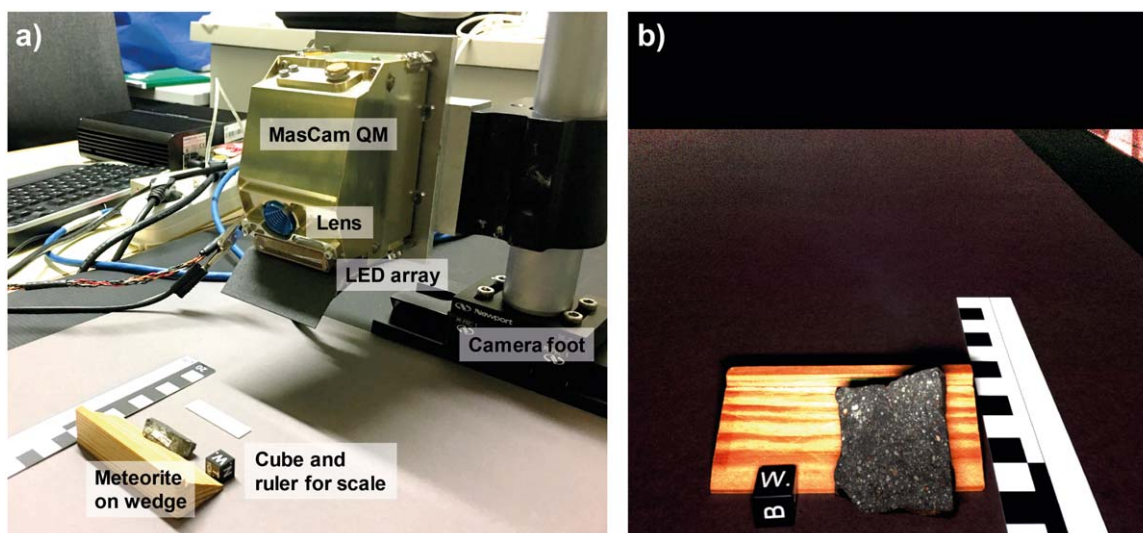 a)
MasCam QM
Lens
LED array
Newport
Camera foot
Meteorite
on wedge
Cube and
ruler for scale
b)
W.
B